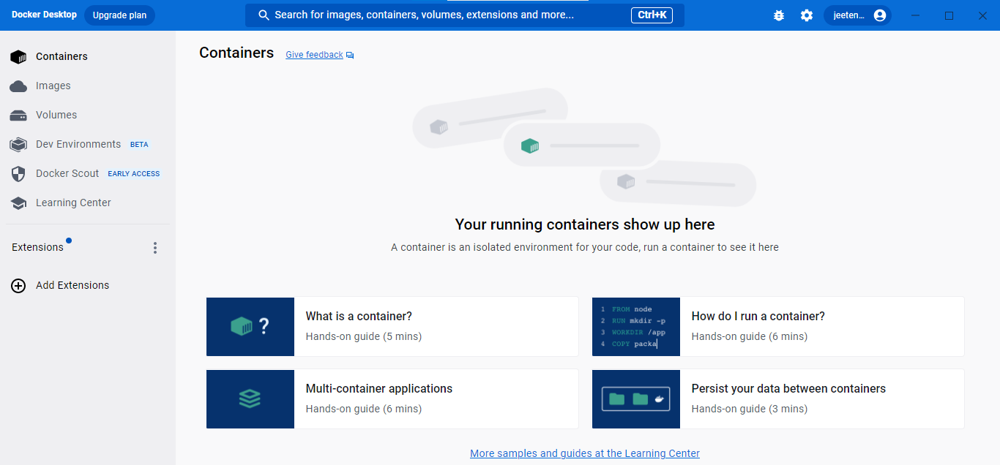 Docker Desktop Upgrade plan Search for images, containers, volumes, extensions and more... Ctrl+K jeeten...
Containers
Images
Volumes
Dev Environments BETA
Docker Scout EARLY ACCESS
Learning Center
Extensions
Add Extensions
Containers Give feedback
Your running containers show up here
A container is an isolated environment for your code, run a container to see it here
?
What is a container?
Hands-on guide (5 mins)
1 FROM node
2 RUN mkdir -p
3 WORKDIR /app
4 COPY packa
How do I run a container?
Hands-on guide (6 mins)
Multi-container applications
Hands-on guide (6 mins)
Persist your data between containers
Hands-on guide (3 mins)
More samples and guides at the Learning Center